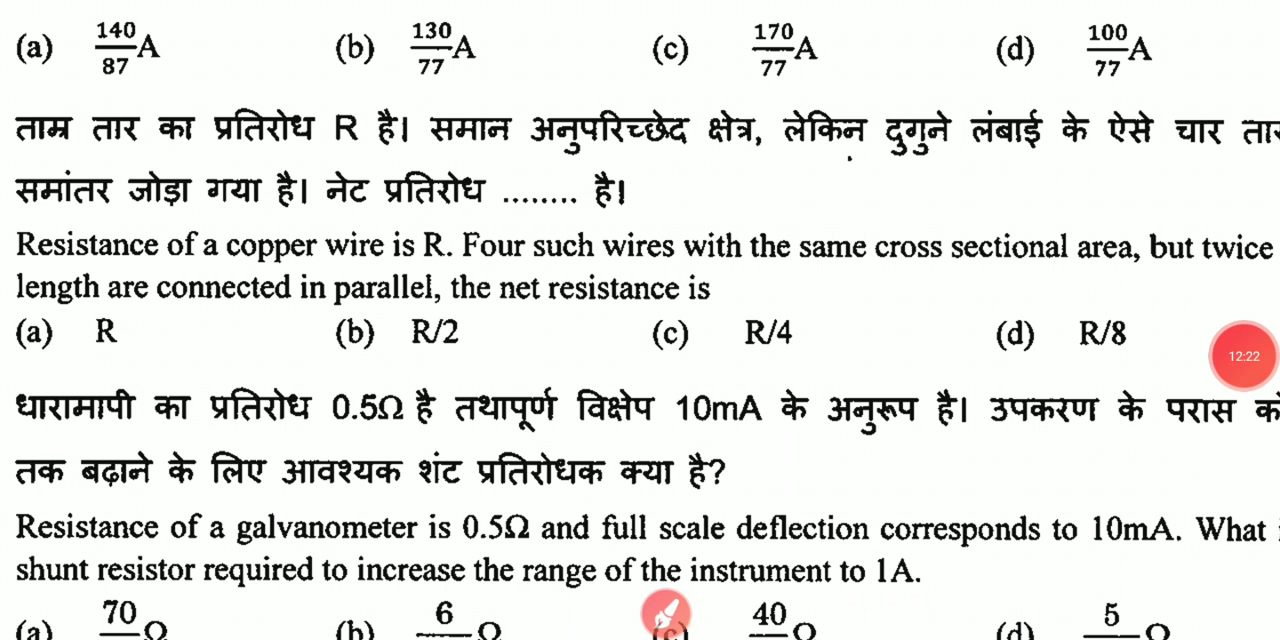 (a) 140/87 A (b) 130/77 A (c) 170/77 A (d) 100/77 A
ताम्र तार का प्रतिरोध R है। समान अनुपरिच्छेद क्षेत्र, लेकिन दुगुने लंबाई के ऐसे चार
समांतर जोड़ा गया है। नेट प्रतिरोध ........ है।
Resistance of a copper wire is R. Four such wires with the same cross sectional area, but twice
length are connected in parallel, the net resistance is
(a) R (b) R/2 (c) R/4 (d) R/8
12:22
धारामापी का प्रतिरोध 0.5Ω है तथापूर्ण विक्षेप 10mA के अनुरूप है। उपकरण के परास
तक बढ़ाने के लिए आवश्यक शंट प्रतिरोधक क्या है?
Resistance of a galvanometer is 0.5Ω and full scale deflection corresponds to 10mA. What
shunt resistor required to increase the range of the instrument to 1A.
(a) 70 Ω (b) 6 Ω (c) 40 Ω (d) 5 Ω